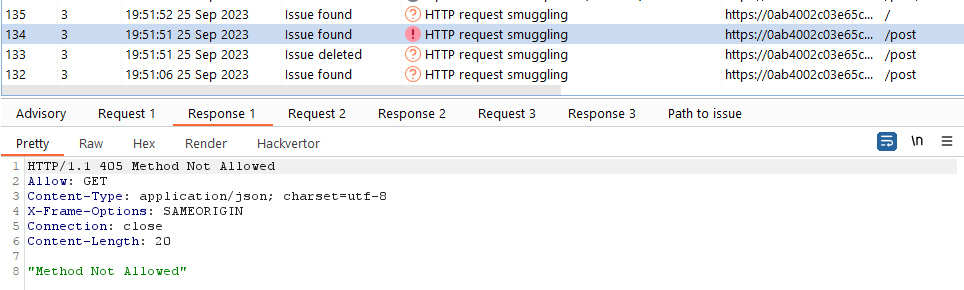 135 3 19:51:52 25 Sep 2023 Issue found ? HTTP request smuggling https://0ab4002c03e65c... /
134 3 19:51:51 25 Sep 2023 Issue found ! HTTP request smuggling https://0ab4002c03e65c... /post
133 3 19:51:51 25 Sep 2023 Issue deleted ? HTTP request smuggling https://0ab4002c03e65c... /post
132 3 19:51:06 25 Sep 2023 Issue found ? HTTP request smuggling https://0ab4002c03e65c... /post
Advisory Request 1 Response 1 Request 2 Response 2 Request 3 Response 3 Path to issue
Pretty Raw Hex Render Hackvertor \n
1 HTTP/1.1 405 Method Not Allowed
2 Allow: GET
3 Content-Type: application/json; charset=utf-8
4 X-Frame-Options: SAMEORIGIN
5 Connection: close
6 Content-Length: 20
7
8 "Method Not Allowed"